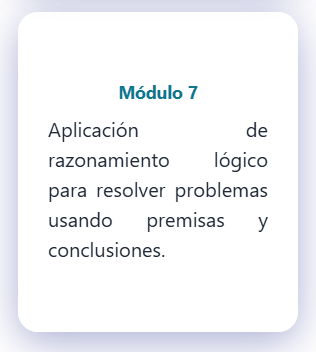 Módulo 7
Aplicación de
razonamiento lógico
para resolver problemas
usando premisas y
conclusiones.